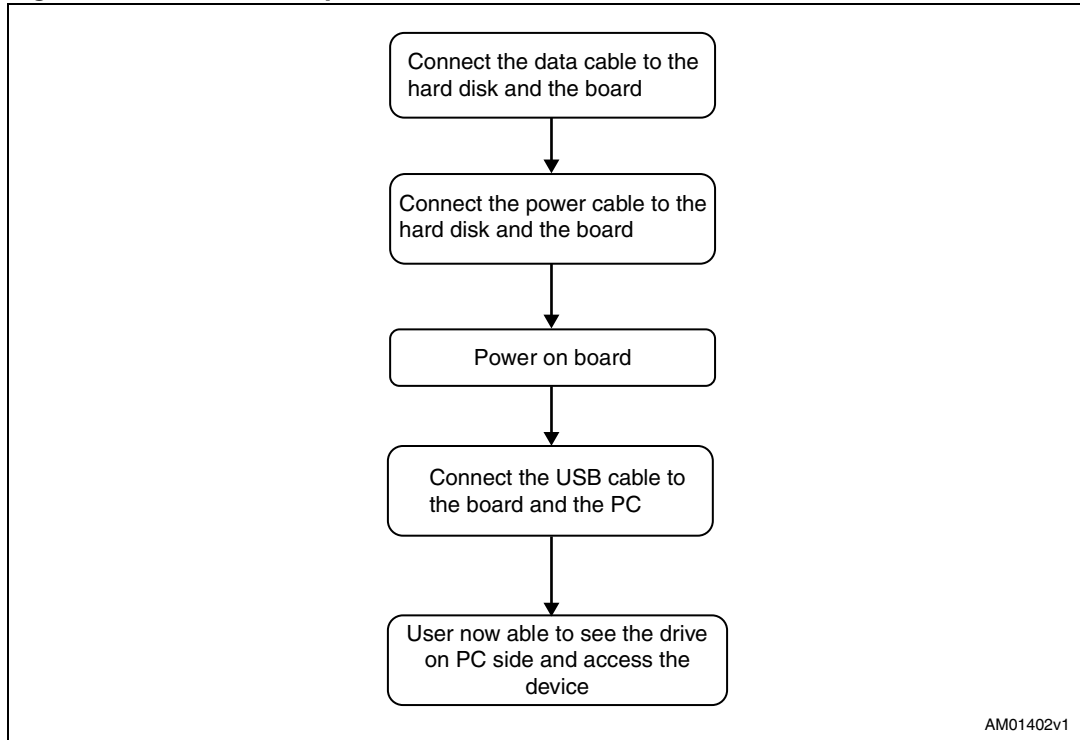 Connect the data cable to the
hard disk and the board
Connect the power cable to the
hard disk and the board
Power on board
Connect the USB cable to
the board and the PC
User now able to see the drive
on PC side and access the
device
AM01402v1